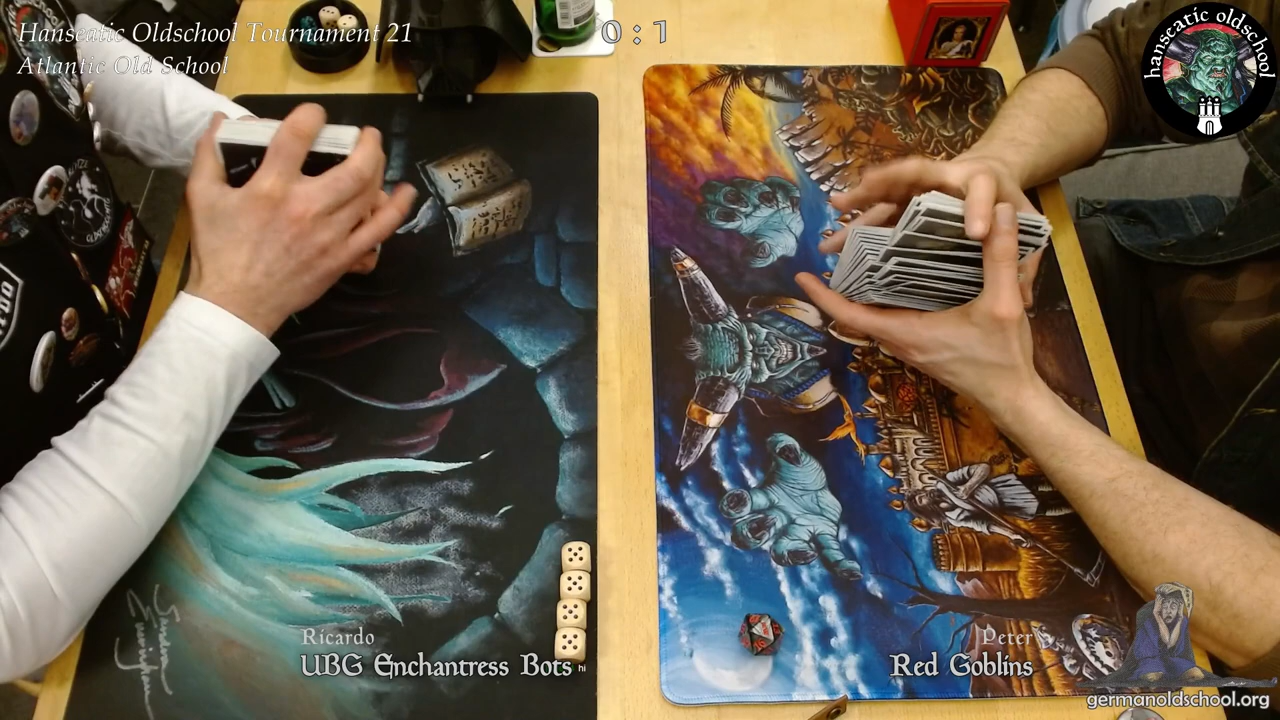 Hanseatic Oldschool Tournament 21
Atlantic Old School
0 : 1
hanseatic oldschool
Ricardo
UBG Enchantress Bots
hi
Peter
Red Goblins
germanoldschool.org